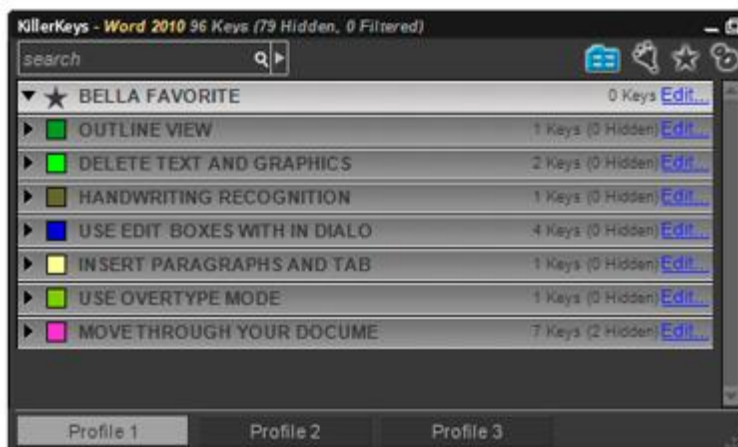 KillerKeys - Word 2010 96 Keys (79 Hidden, 0 Filtered)
search
BELLA FAVORITE 0 Keys Edit...
OUTLINE VIEW 1 Keys (0 Hidden) Edit...
DELETE TEXT AND GRAPHICS 2 Keys (0 Hidden) Edit...
HANDWRITING RECOGNITION 1 Keys (0 Hidden) Edit...
USE EDIT BOXES WITH IN DIALO 4 Keys (0 Hidden) Edit...
INSERT PARAGRAPHS AND TAB 1 Keys (0 Hidden) Edit...
USE OVERTYPE MODE 1 Keys (0 Hidden) Edit...
MOVE THROUGH YOUR DOCUME 7 Keys (2 Hidden) Edit...
Profile 1 Profile 2 Profile 3